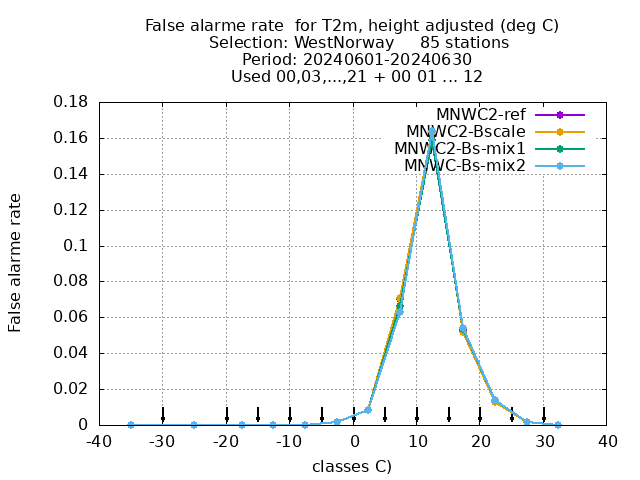 False alarme rate  for T2m, height adjusted (deg C)
Selection: WestNorway     85 stations
Period: 20240601-20240630
Used 00,03,...,21 + 00 01 ... 12
MNWC2-ref
MNWC2-Bscale
MNWC2-Bs-mix1
MNWC-Bs-mix2
False alarme rate
0.18
0.16
0.14
0.12
0.1
0.08
0.06
0.04
0.02
0
-40 -30 -20 -10 0 10 20 30 40
classes C)